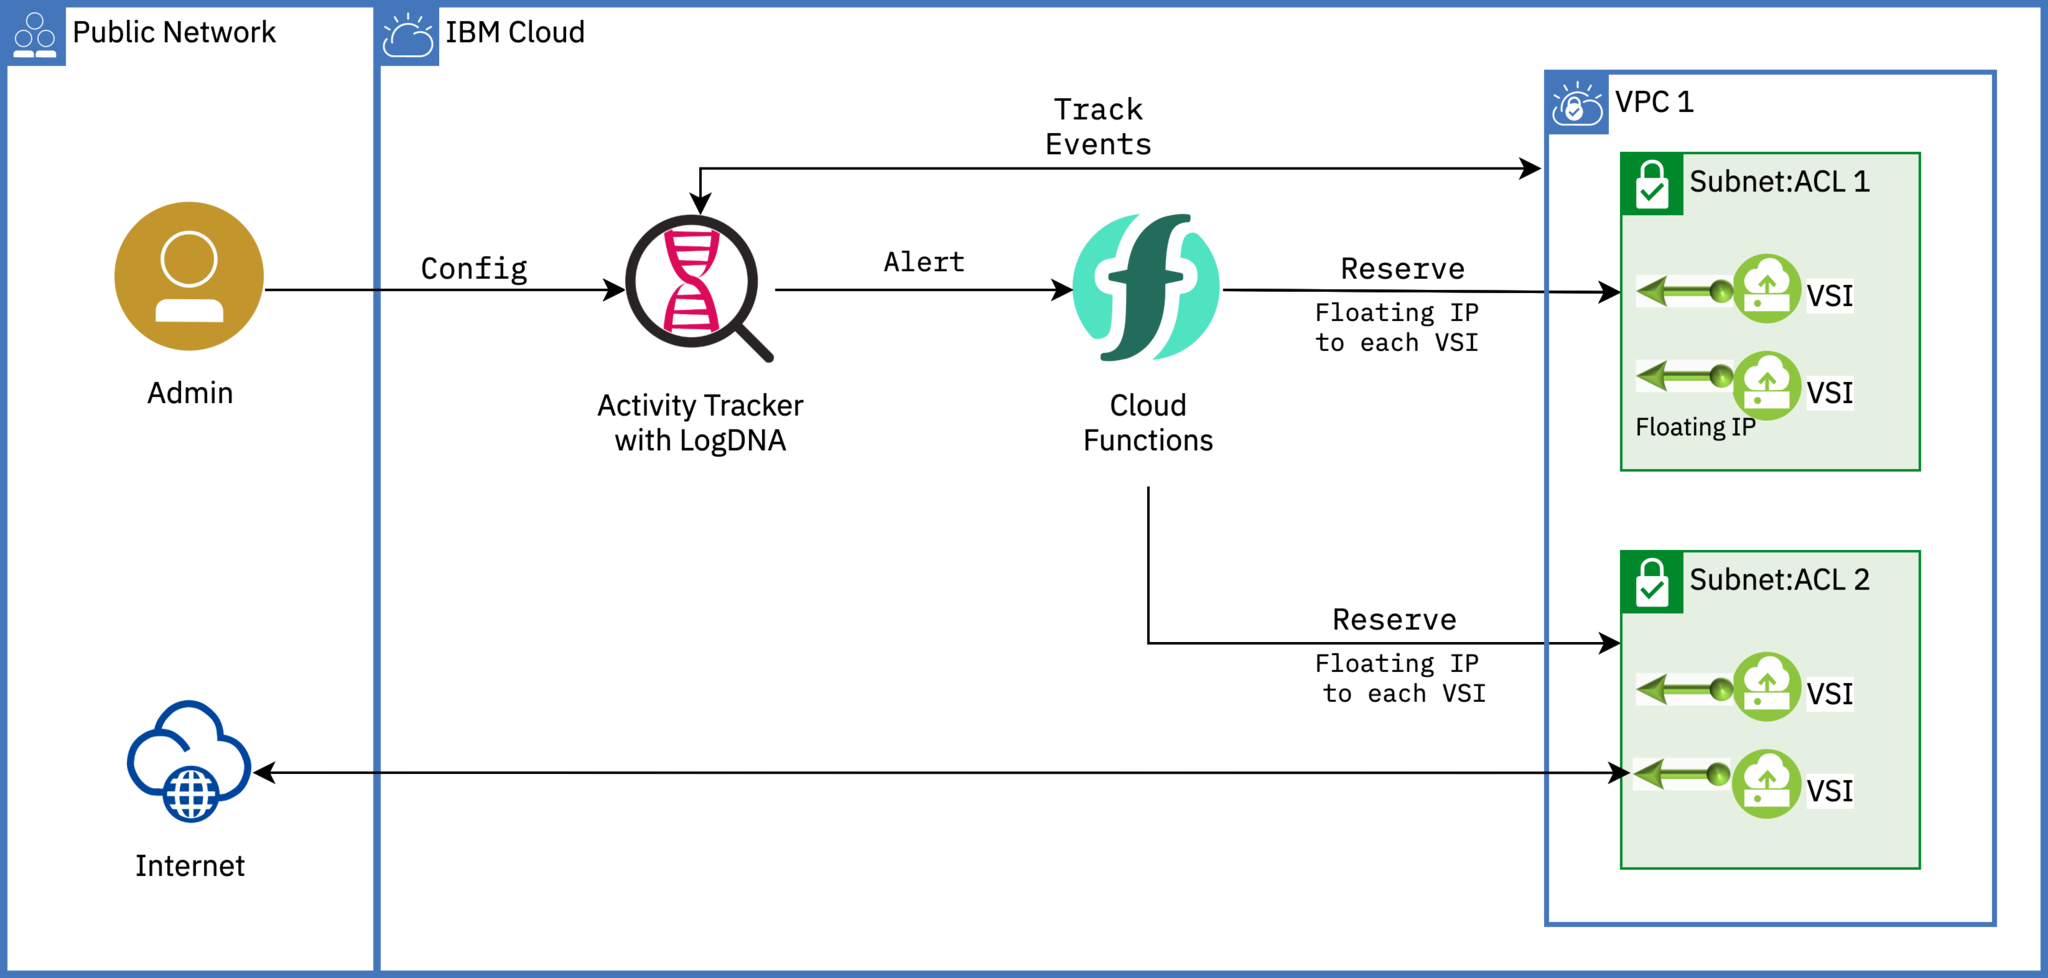 Public Network
IBM Cloud
VPC 1
Track
Events
Subnet:ACL 1
Config
Alert
Reserve
Floating IP
to each VSI
VSI
VSI
Floating IP
Admin
Activity Tracker
with LogDNA
Cloud
Functions
Subnet:ACL 2
Reserve
Floating IP
to each VSI
VSI
VSI
Internet